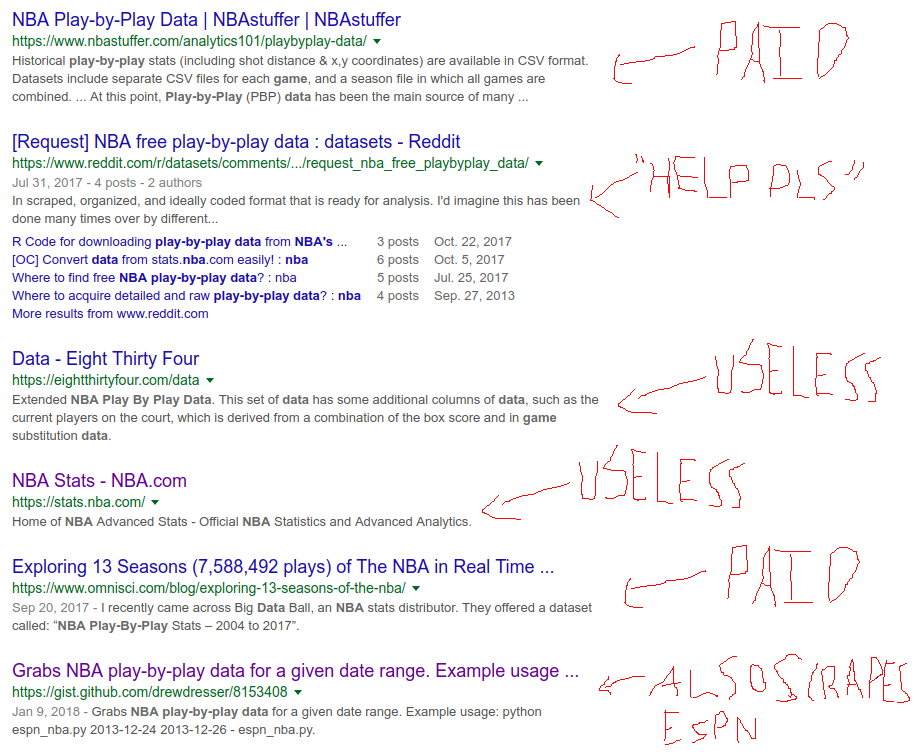 NBA Play-by-Play Data | NBAstuffer | NBAstuffer
https://www.nbastuffer.com/analytics101/playbyplay-data/
Historical play-by-play stats (including shot distance & x,y coordinates) are available in CSV format.
Datasets include separate CSV files for each game, and a season file in which all games are
combined. ... At this point, Play-by-Play (PBP) data has been the main source of many ...
PAID
[Request] NBA free play-by-play data : datasets - Reddit
https://www.reddit.com/r/datasets/comments/.../request_nba_free_playbyplay_data/
Jul 31, 2017 - 4 posts - 2 authors
In scraped, organized, and ideally coded format that is ready for analysis. I'd imagine this has been
done many times over by different...
"HELP PLS"
R Code for downloading play-by-play data from NBA's ... 3 posts Oct. 22, 2017
[OC] Convert data from stats.nba.com easily! : nba 6 posts Oct. 5, 2017
Where to find free NBA play-by-play data? : nba 5 posts Jul. 25, 2017
Where to acquire detailed and raw play-by-play data? : nba 4 posts Sep. 27, 2013
More results from www.reddit.com
Data - Eight Thirty Four
https://eightthirtyfour.com/data
Extended NBA Play By Play Data. This set of data has some additional columns of data, such as the
current players on the court, which is derived from a combination of the box score and in game
substitution data.
USELESS
NBA Stats - NBA.com
https://stats.nba.com/
Home of NBA Advanced Stats - Official NBA Statistics and Advanced Analytics.
USELESS
Exploring 13 Seasons (7,588,492 plays) of The NBA in Real Time ...
https://www.omnisci.com/blog/exploring-13-seasons-of-the-nba/
Sep 20, 2017 - I recently came across Big Data Ball, an NBA stats distributor. They offered a dataset
called: “NBA Play-By-Play Stats – 2004 to 2017”.
PAID
Grabs NBA play-by-play data for a given date range. Example usage ...
https://gist.github.com/drewdresser/8153408
Jan 9, 2018 - Grabs NBA play-by-play data for a given date range. Example usage: python
espn_nba.py 2013-12-24 2013-12-26 - espn_nba.py.
ALSO SCRAPES
ESPN